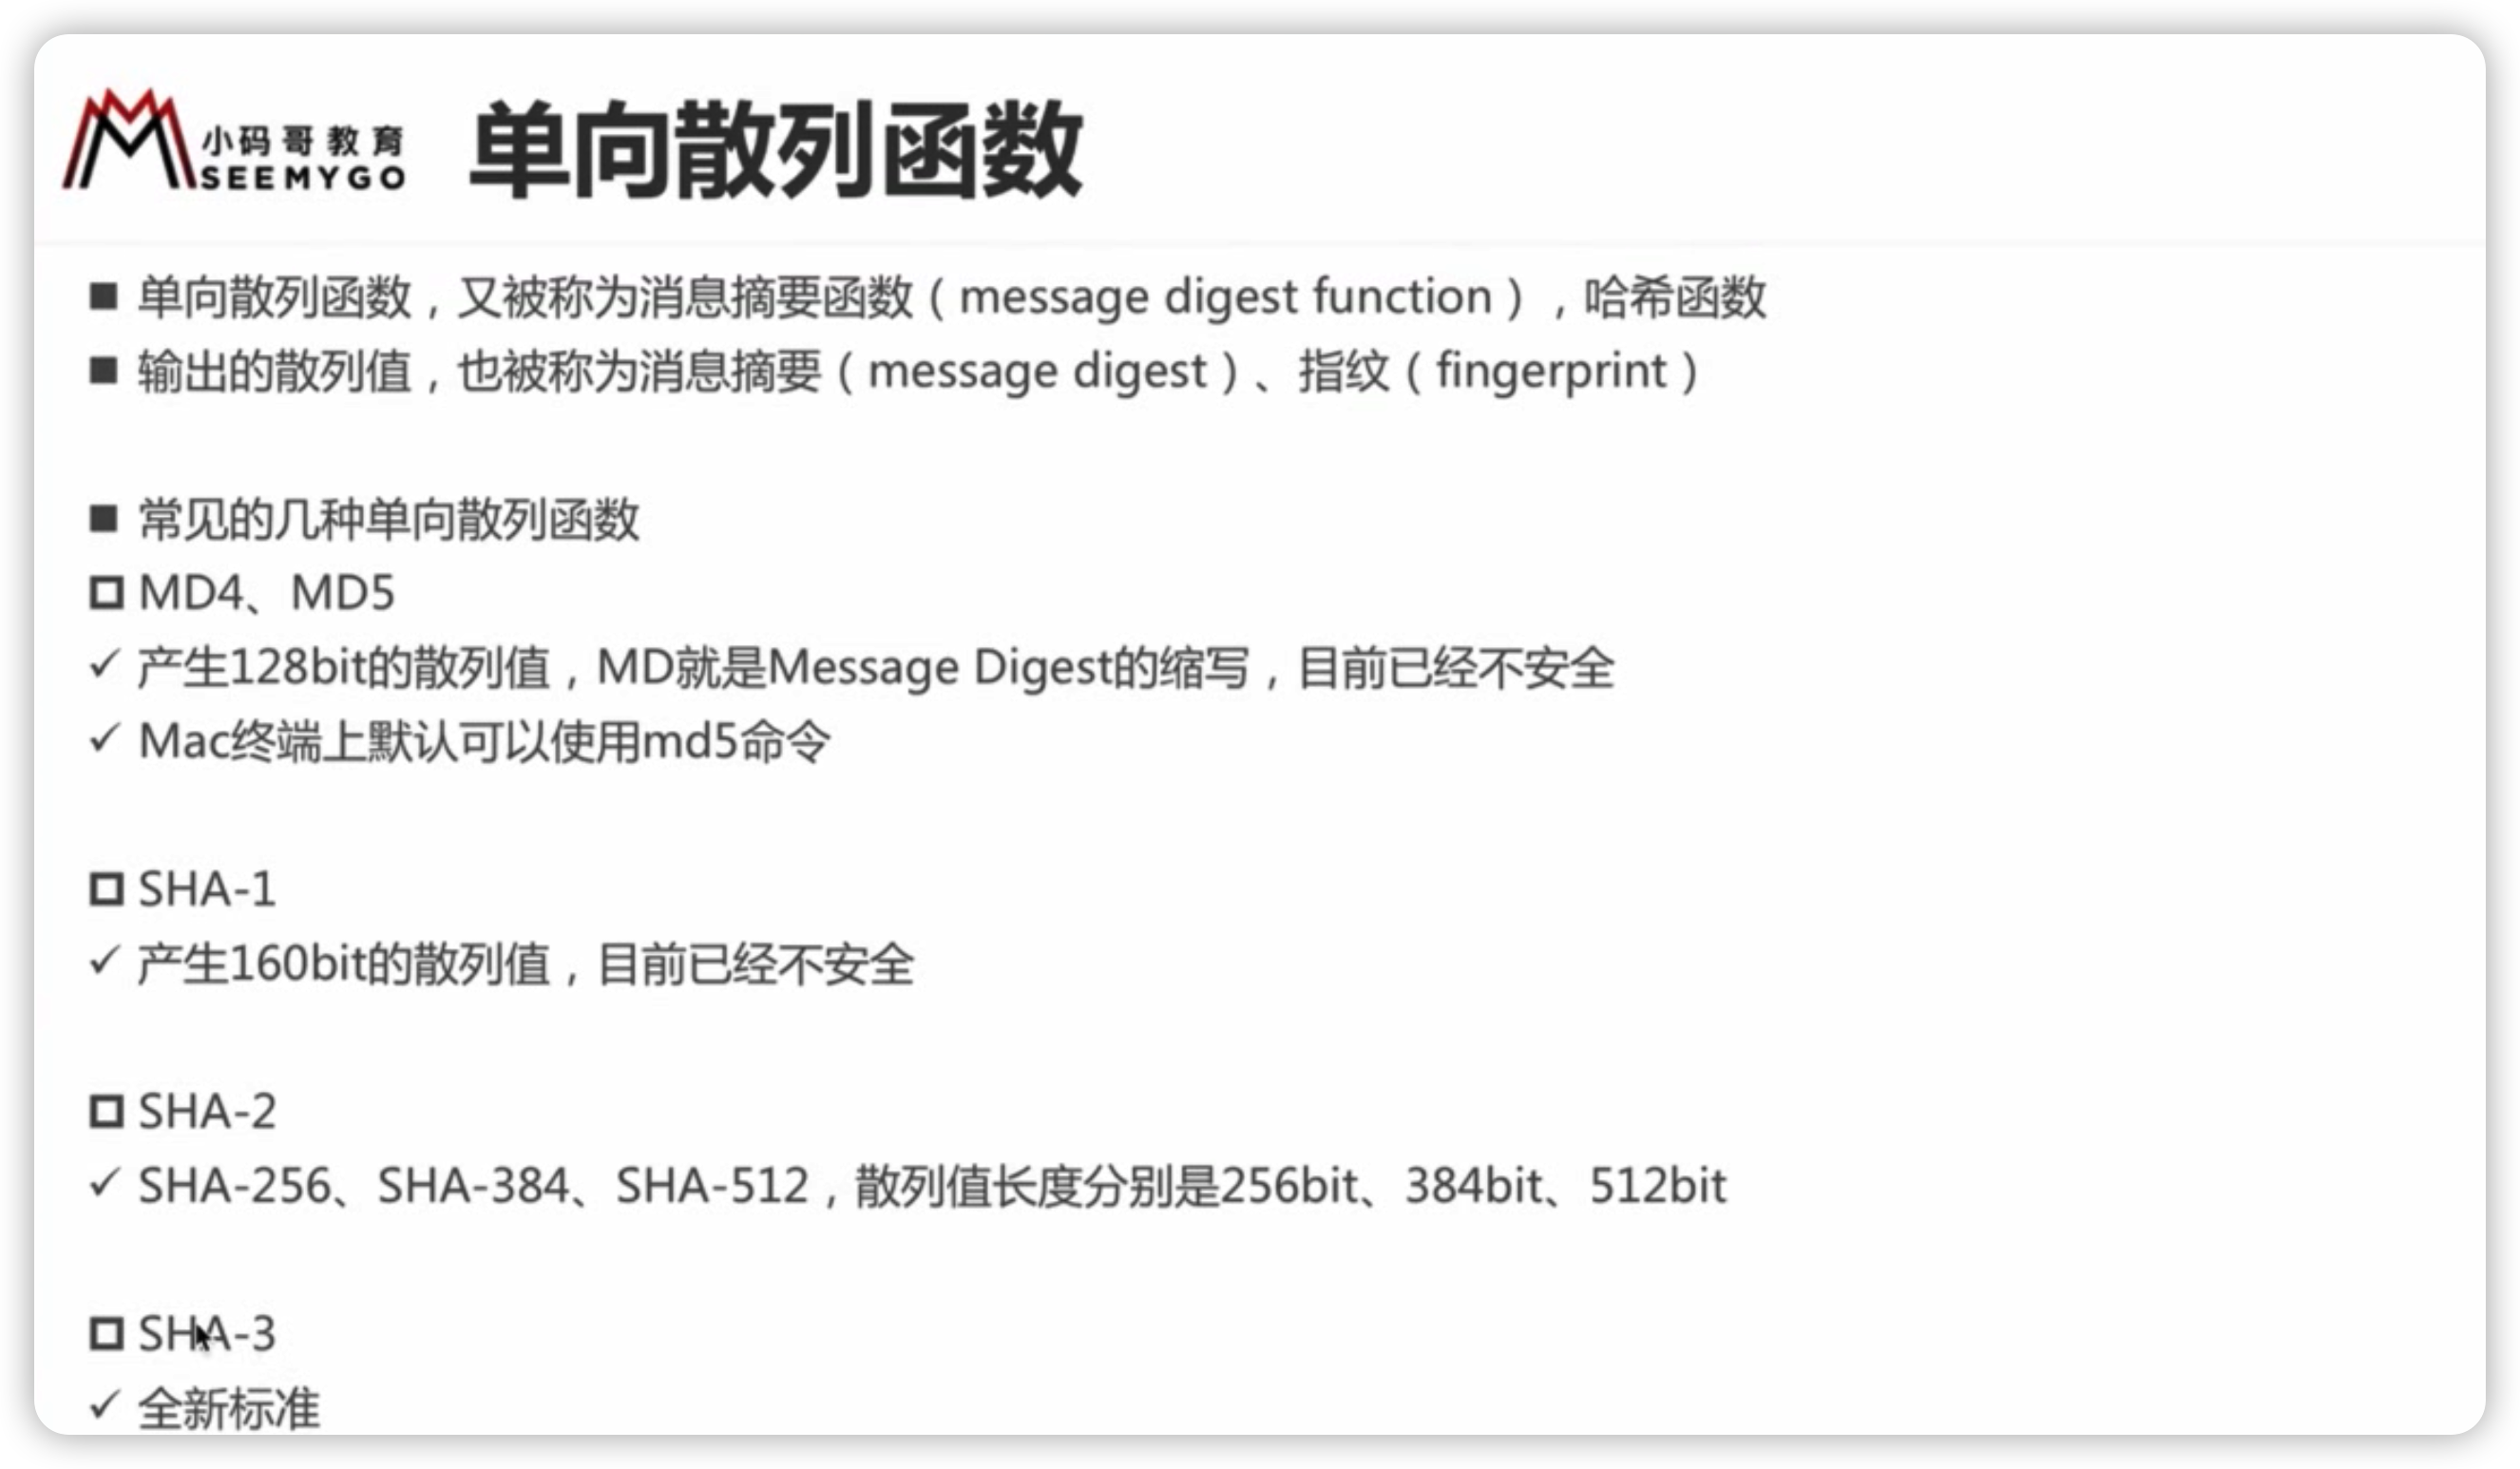 小码哥教育
SEEMYGO
单向散列函数
■ 单向散列函数，又被称为消息摘要函数（message digest function），哈希函数
■ 输出的散列值，也被称为消息摘要（message digest）、指纹（fingerprint）
■ 常见的几种单向散列函数
□ MD4、MD5
✓ 产生128bit的散列值，MD就是Message Digest的缩写，目前已经不安全
✓ Mac终端上默认可以使用md5命令
□ SHA-1
✓ 产生160bit的散列值，目前已经不安全
□ SHA-2
✓ SHA-256、SHA-384、SHA-512，散列值长度分别是256bit、384bit、512bit
□ SHA-3
✓ 全新标准